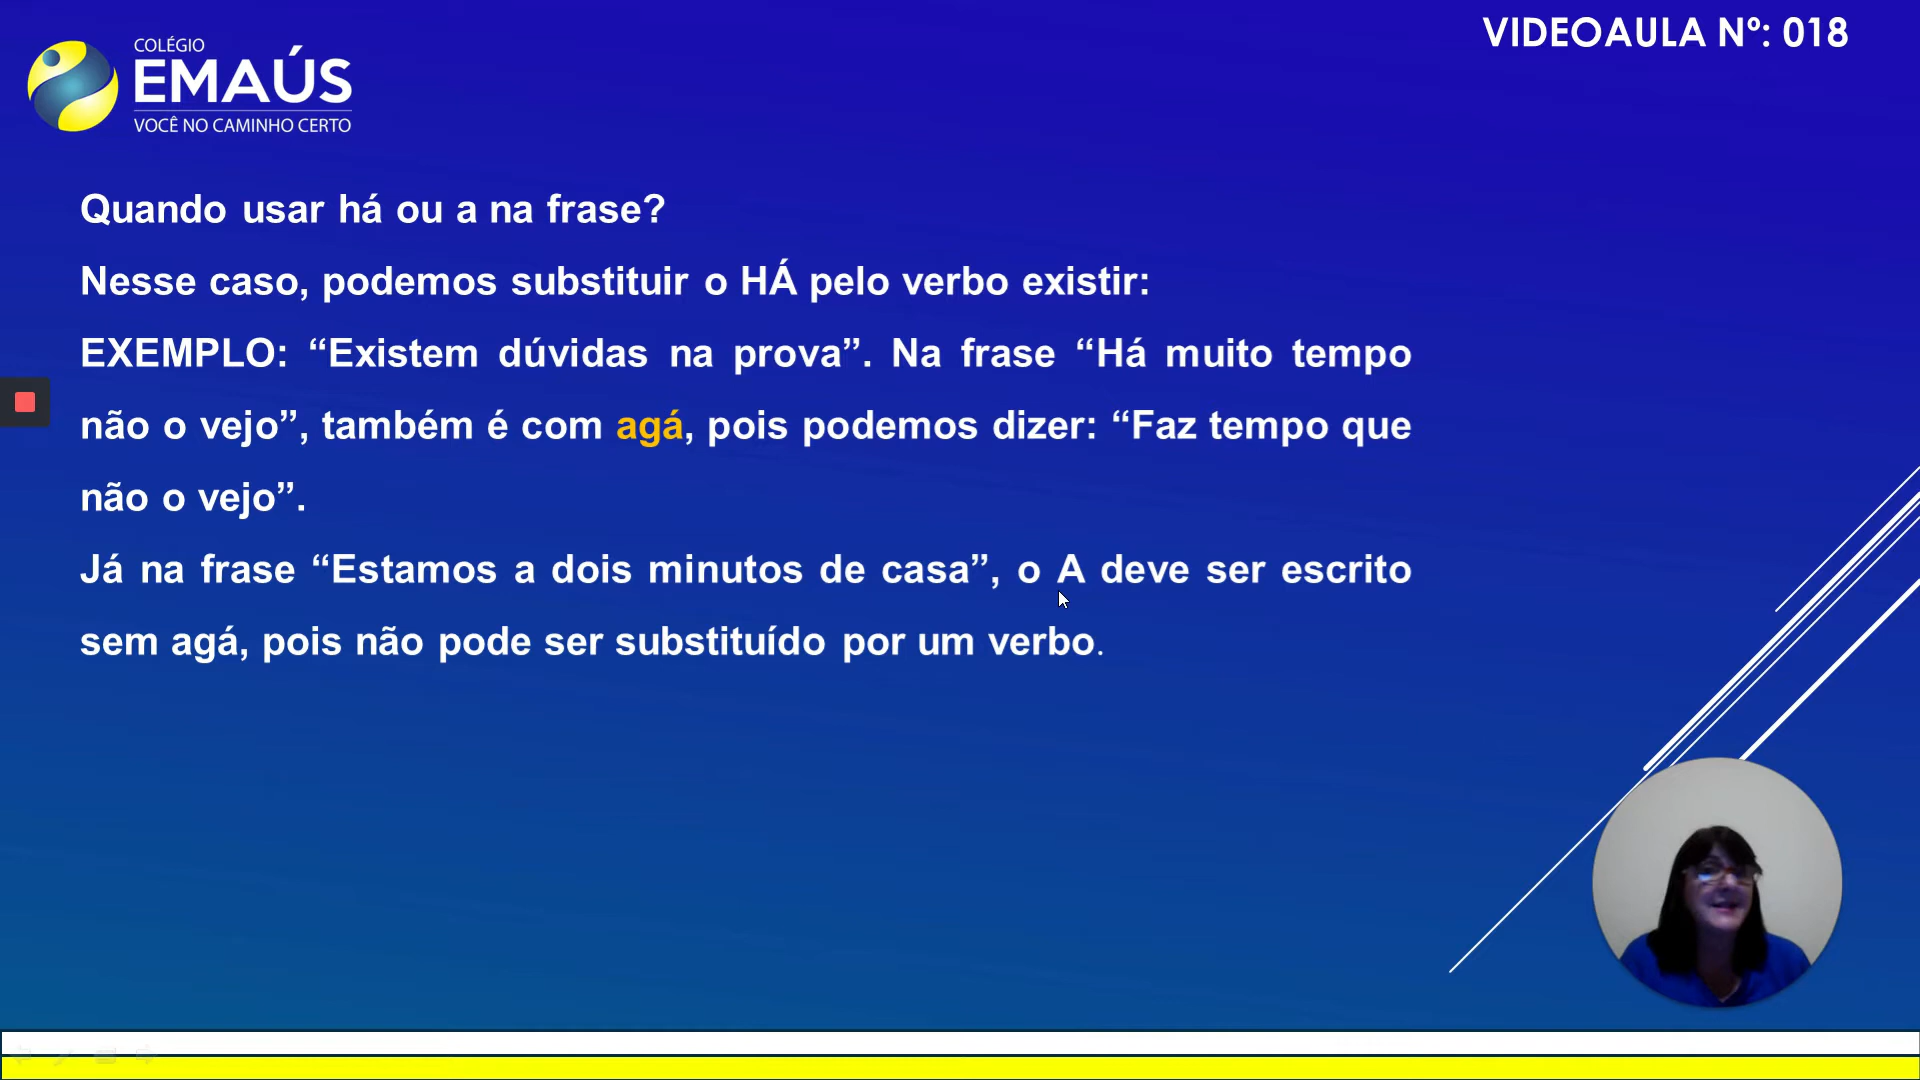 VIDEOAULA Nº: 018
COLÉGIO
EMAÚS
VOCÊ NO CAMINHO CERTO
Quando usar há ou a na frase?
Nesse caso, podemos substituir o HÁ pelo verbo existir:
EXEMPLO: “Existem dúvidas na prova”. Na frase “Há muito tempo
não o vejo”, também é com agá, pois podemos dizer: “Faz tempo que
não o vejo”.
Já na frase “Estamos a dois minutos de casa”, o A deve ser escrito
sem agá, pois não pode ser substituído por um verbo.